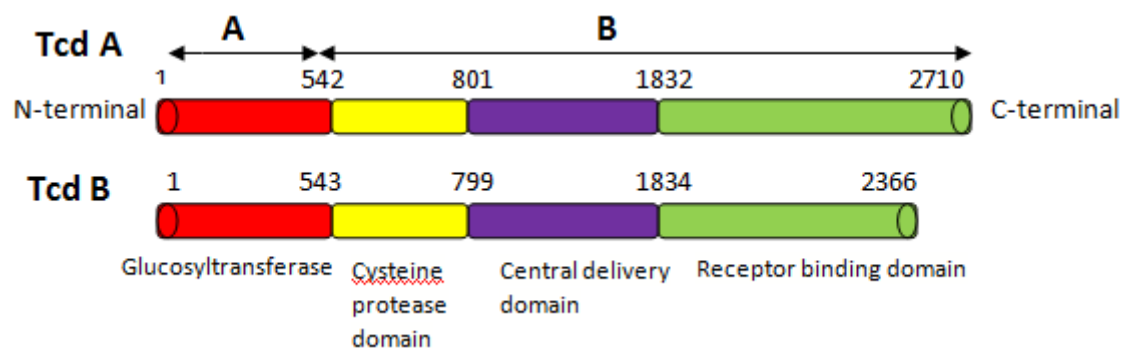 A B
Tcd A
1 542 801 1832 2710
N-terminal C-terminal
Tcd B 1 543 799 1834 2366
Glucosyltransferase Cysteine Central delivery Receptor binding domain
protease domain
domain